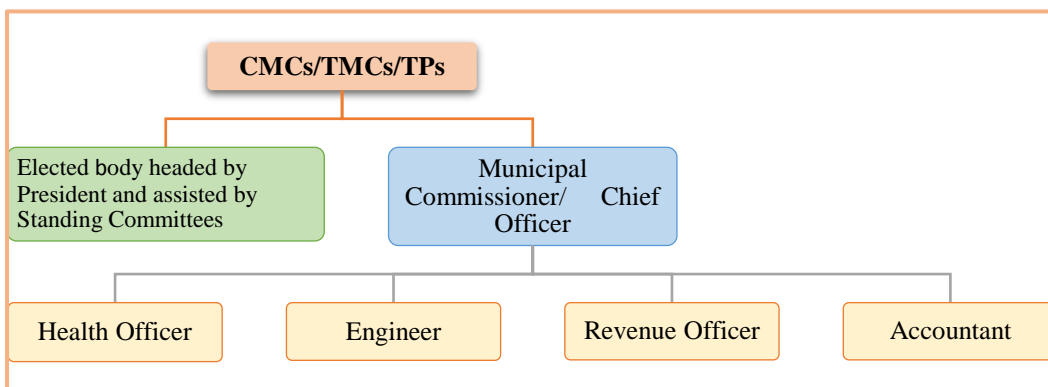 CMCs/TMCs/TPs
Elected body headed by
President and assisted by
Standing Committees
Municipal
Commissioner/ Chief
Officer
Health Officer
Engineer
Revenue Officer
Accountant